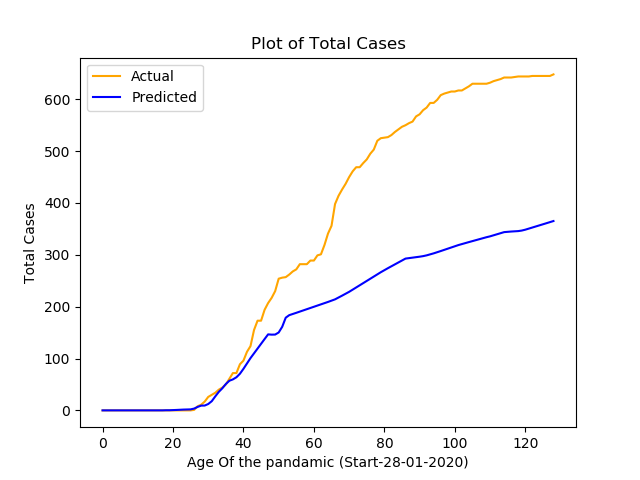 Plot of Total Cases
Actual
Predicted
600
500
400
300
200
100
0
Total Cases
0 20 40 60 80 100 120
Age Of the pandamic (Start-28-01-2020)